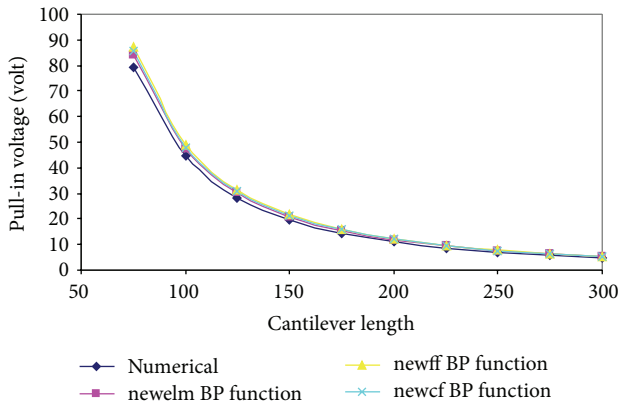 100
90
80
70
60
50
40
30
20
10
0
Pull-in voltage (volt)
50 100 150 200 250 300
Cantilever length
Numerical
newff BP function
newelm BP function
newcf BP function